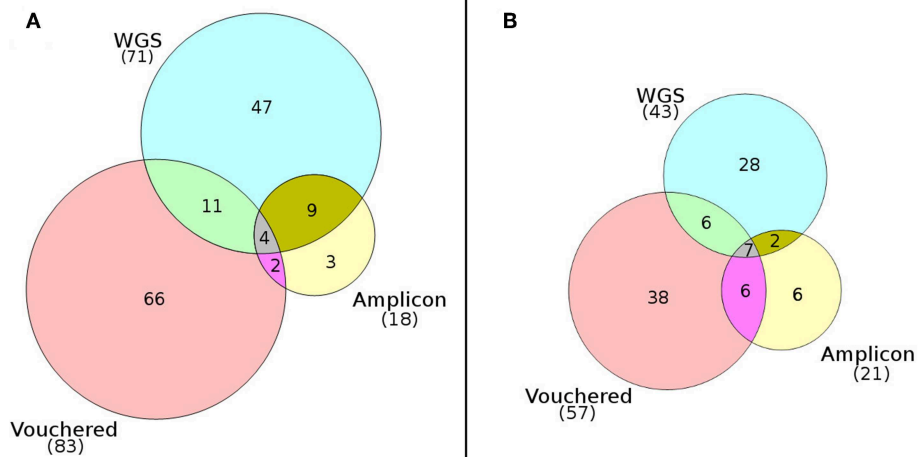 A
WGS
(71)
47
11
9
4
2
3
66
Amplicon
(18)
Vouchered
(83)
B
WGS
(43)
28
6
2
7
38
6
6
Amplicon
(21)
Vouchered
(57)